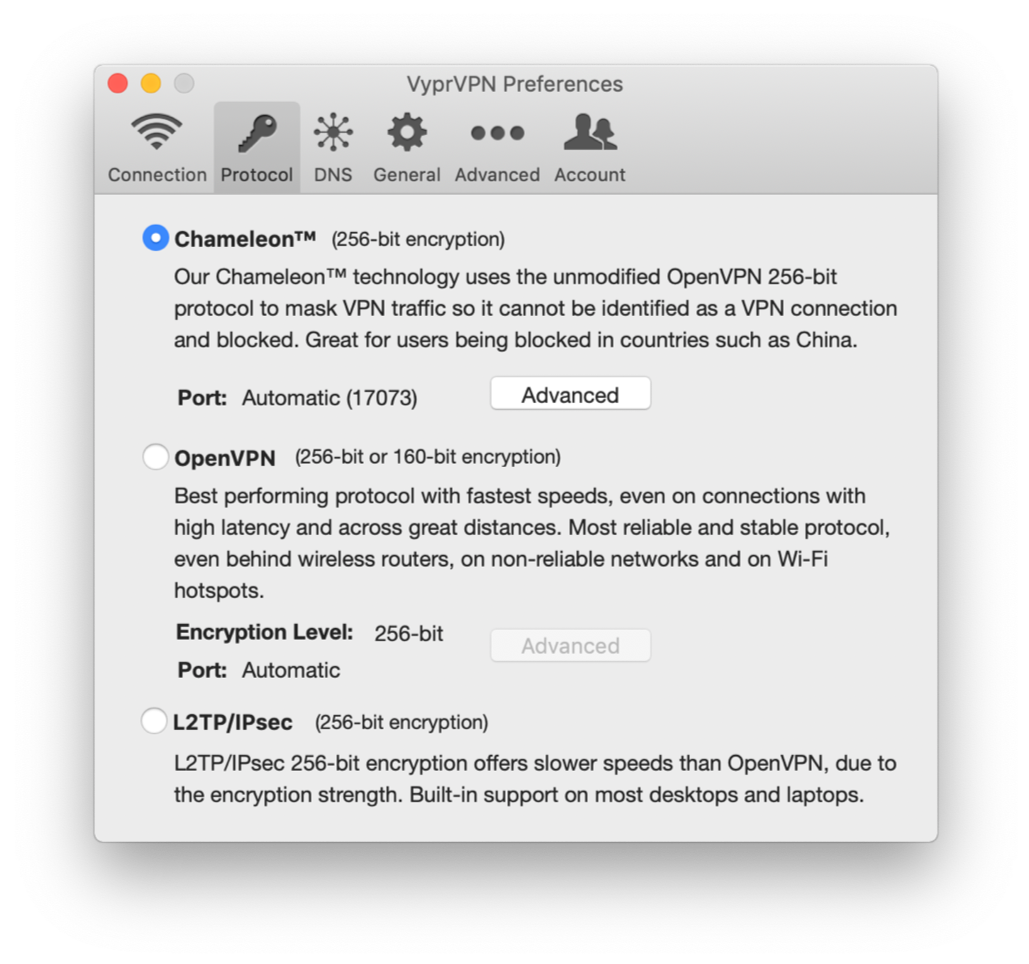 VyprVPN Preferences
Connection Protocol DNS General Advanced Account
Chameleon™ (256-bit encryption)
Our Chameleon™ technology uses the unmodified OpenVPN 256-bit
protocol to mask VPN traffic so it cannot be identified as a VPN connection
and blocked. Great for users being blocked in countries such as China.
Port: Automatic (17073) Advanced
OpenVPN (256-bit or 160-bit encryption)
Best performing protocol with fastest speeds, even on connections with
high latency and across great distances. Most reliable and stable protocol,
even behind wireless routers, on non-reliable networks and on Wi-Fi
hotspots.
Encryption Level: 256-bit Advanced
Port: Automatic
L2TP/IPsec (256-bit encryption)
L2TP/IPsec 256-bit encryption offers slower speeds than OpenVPN, due to
the encryption strength. Built-in support on most desktops and laptops.